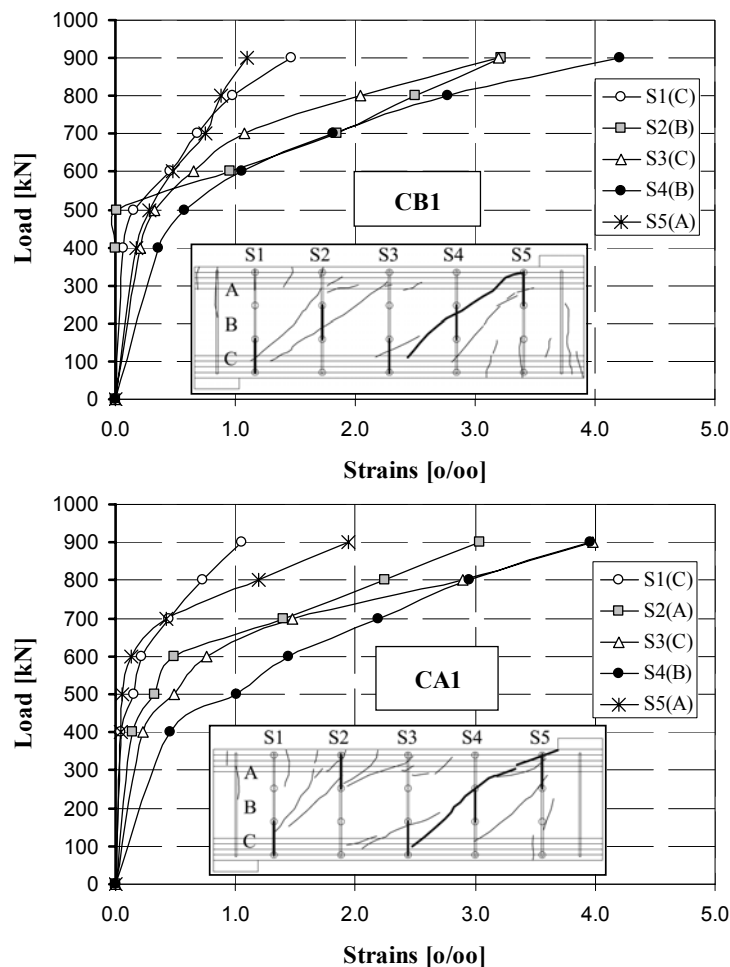 1000
900
800
700
600
500
400
300
200
100
0
Load [kN]
S1(C)
S2(B)
S3(C)
S4(B)
S5(A)
CB1
S1 S2 S3 S4 S5
A
B
C
0.0 1.0 2.0 3.0 4.0 5.0
Strains [o/oo]
1000
900
800
700
600
500
400
300
200
100
0
Load [kN]
S1(C)
S2(A)
S3(C)
S4(B)
S5(A)
CA1
S1 S2 S3 S4 S5
A
B
C
0.0 1.0 2.0 3.0 4.0 5.0
Strains [o/oo]